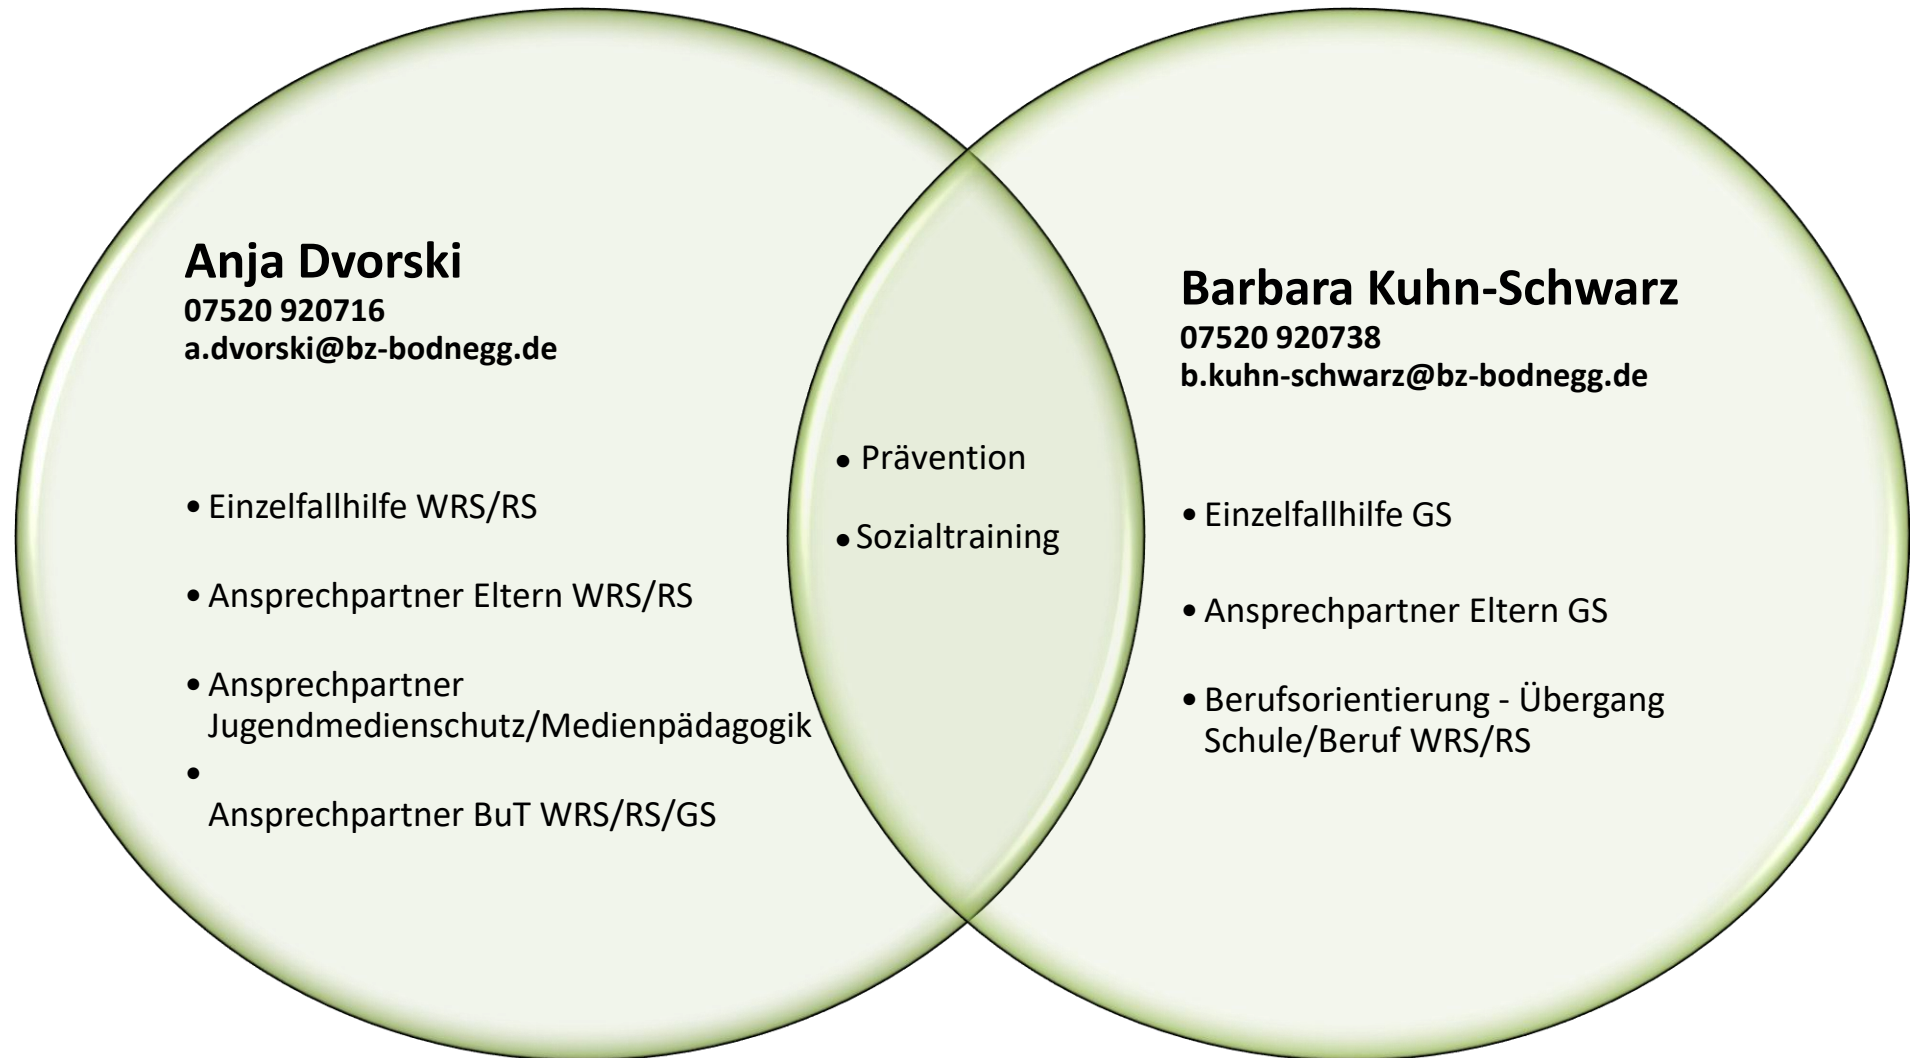 Anja Dvorski
07520 920716
a.dvorski@bz-bodnegg.de
• Einzelfallhilfe WRS/RS
• Ansprechpartner Eltern WRS/RS
• Ansprechpartner
Jugendmedienschutz/Medienpädagogik
•
Ansprechpartner BuT WRS/RS/GS
• Prävention
• Sozialtraining
Barbara Kuhn-Schwarz
07520 920738
b.kuhn-schwarz@bz-bodnegg.de
• Einzelfallhilfe GS
• Ansprechpartner Eltern GS
• Berufsorientierung - Übergang
Schule/Beruf WRS/RS